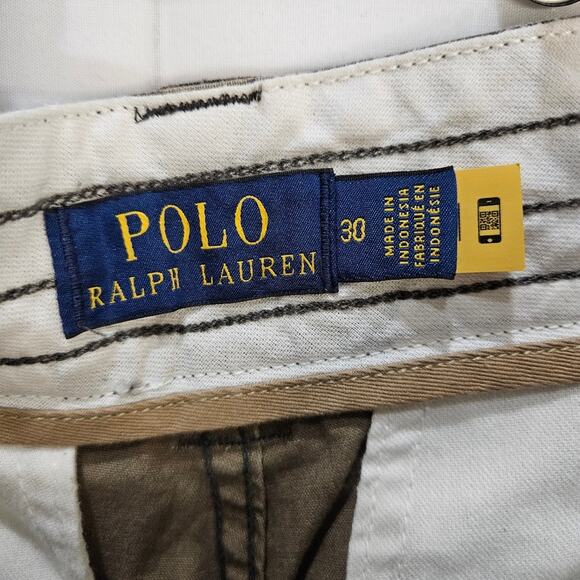 POLO
RALPH LAUREN
30
MADE IN
INDONESIA
FABRIQUÉ EN
INDONÉSIE